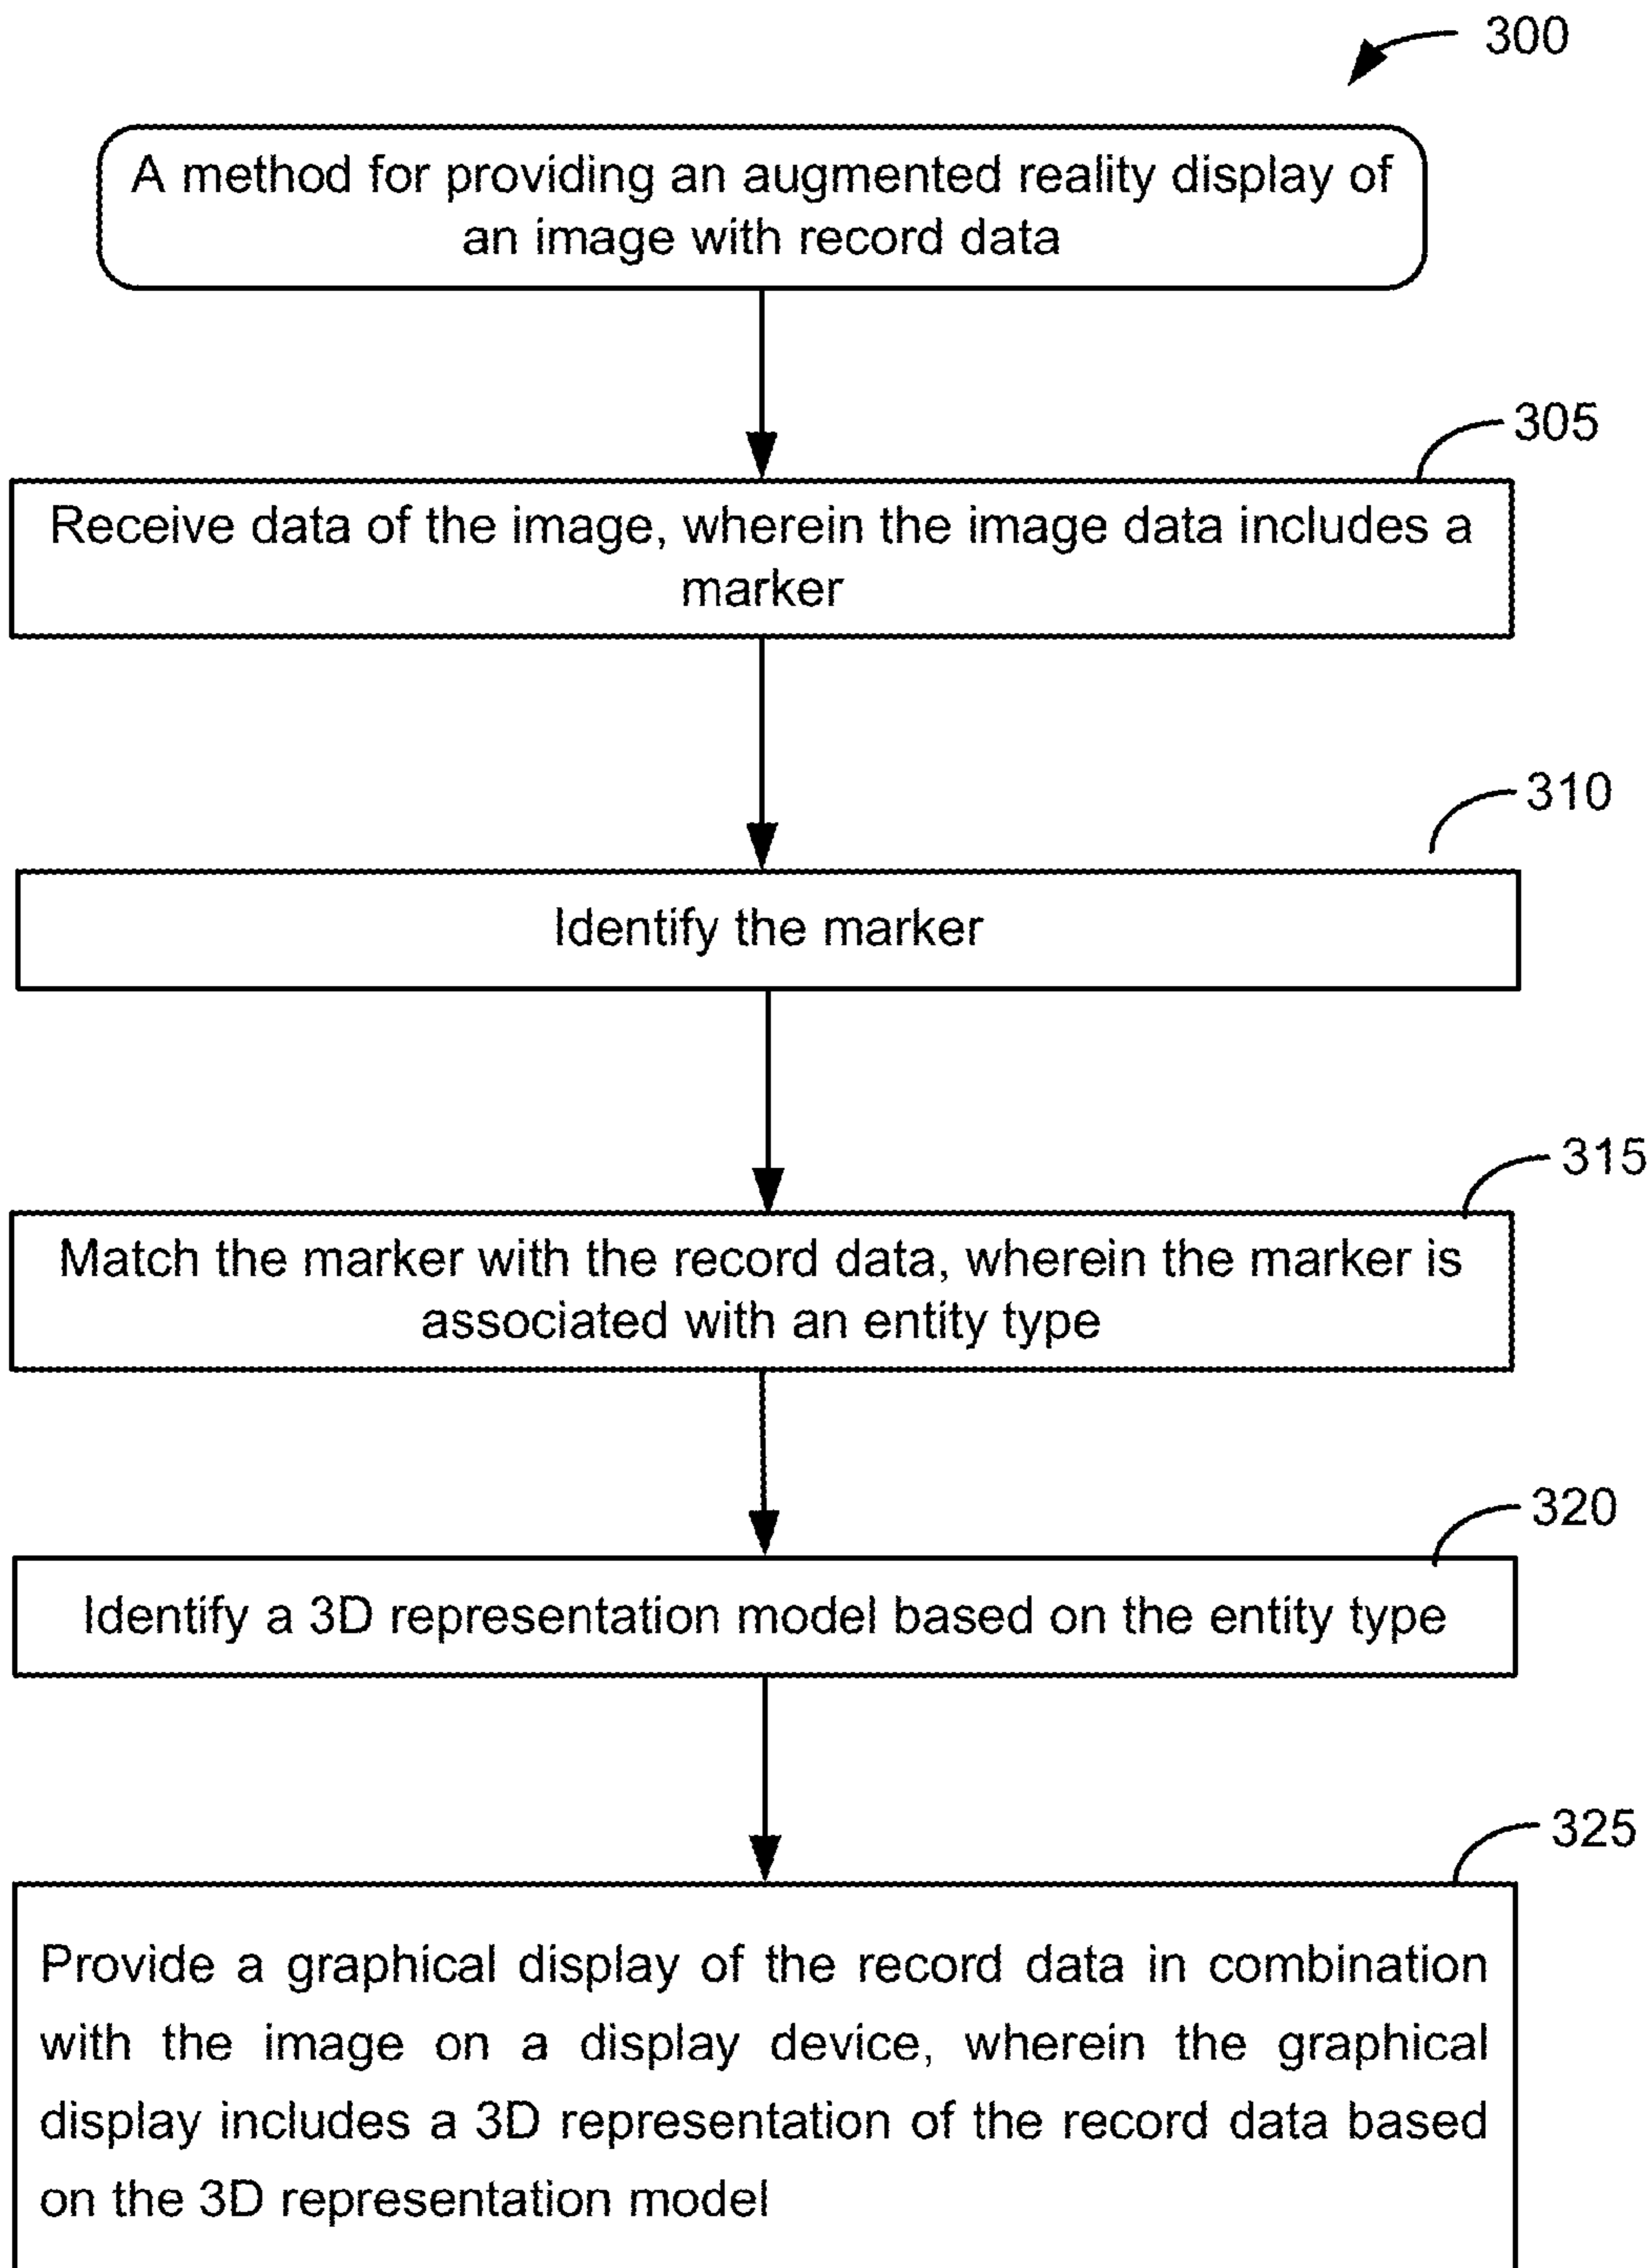 300
A method for providing an augmented reality display of
an image with record data
305
Receive data of the image, wherein the image data includes a
marker
310
Identify the marker
315
Match the marker with the record data, wherein the marker is
associated with an entity type
320
Identify a 3D representation model based on the entity type
325
Provide a graphical display of the record data in combination
with the image on a display device, wherein the graphical
display includes a 3D representation of the record data based
on the 3D representation model